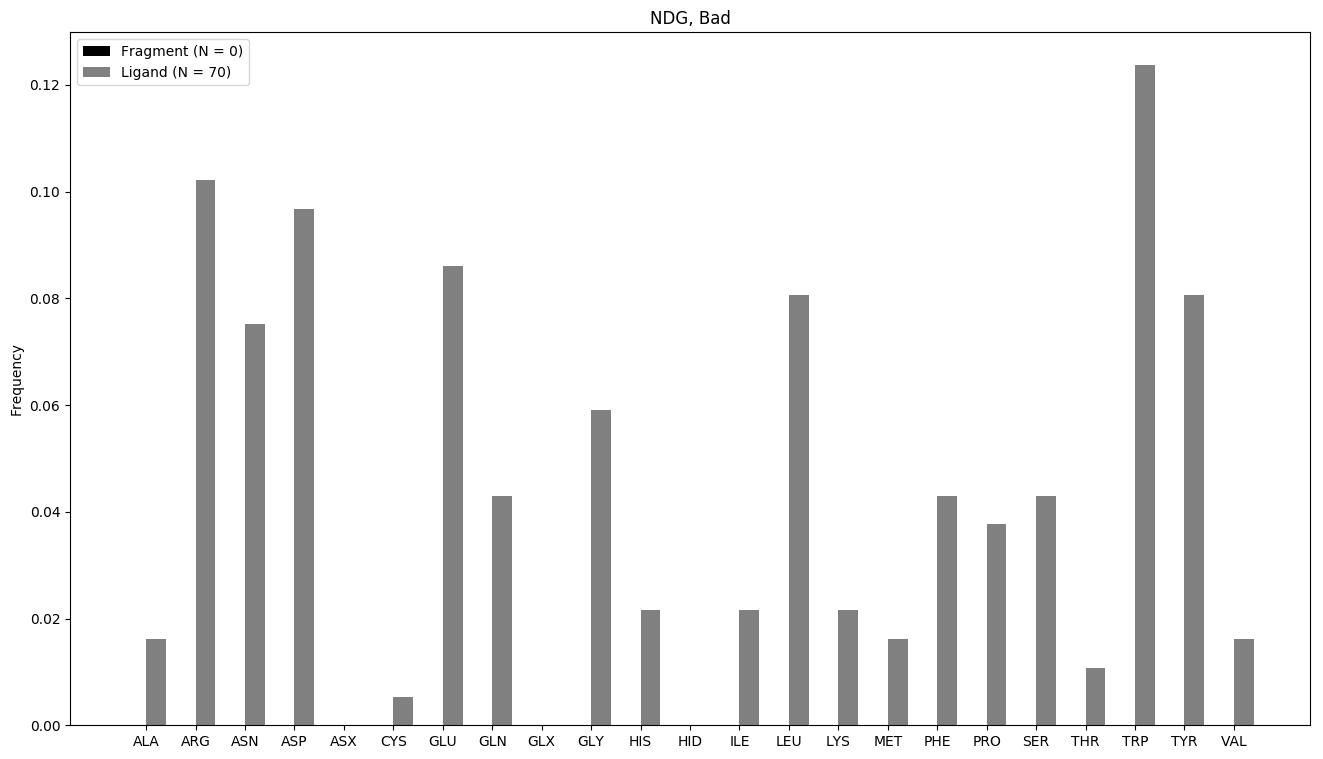 NDG, Bad
Fragment (N = 0)
Ligand (N = 70)
Frequency
0.12
0.10
0.08
0.06
0.04
0.02
0.00
ALA ARG ASN ASP ASX CYS GLU GLN GLX GLY HIS HID ILE LEU LYS MET PHE PRO SER THR TRP TYR VAL